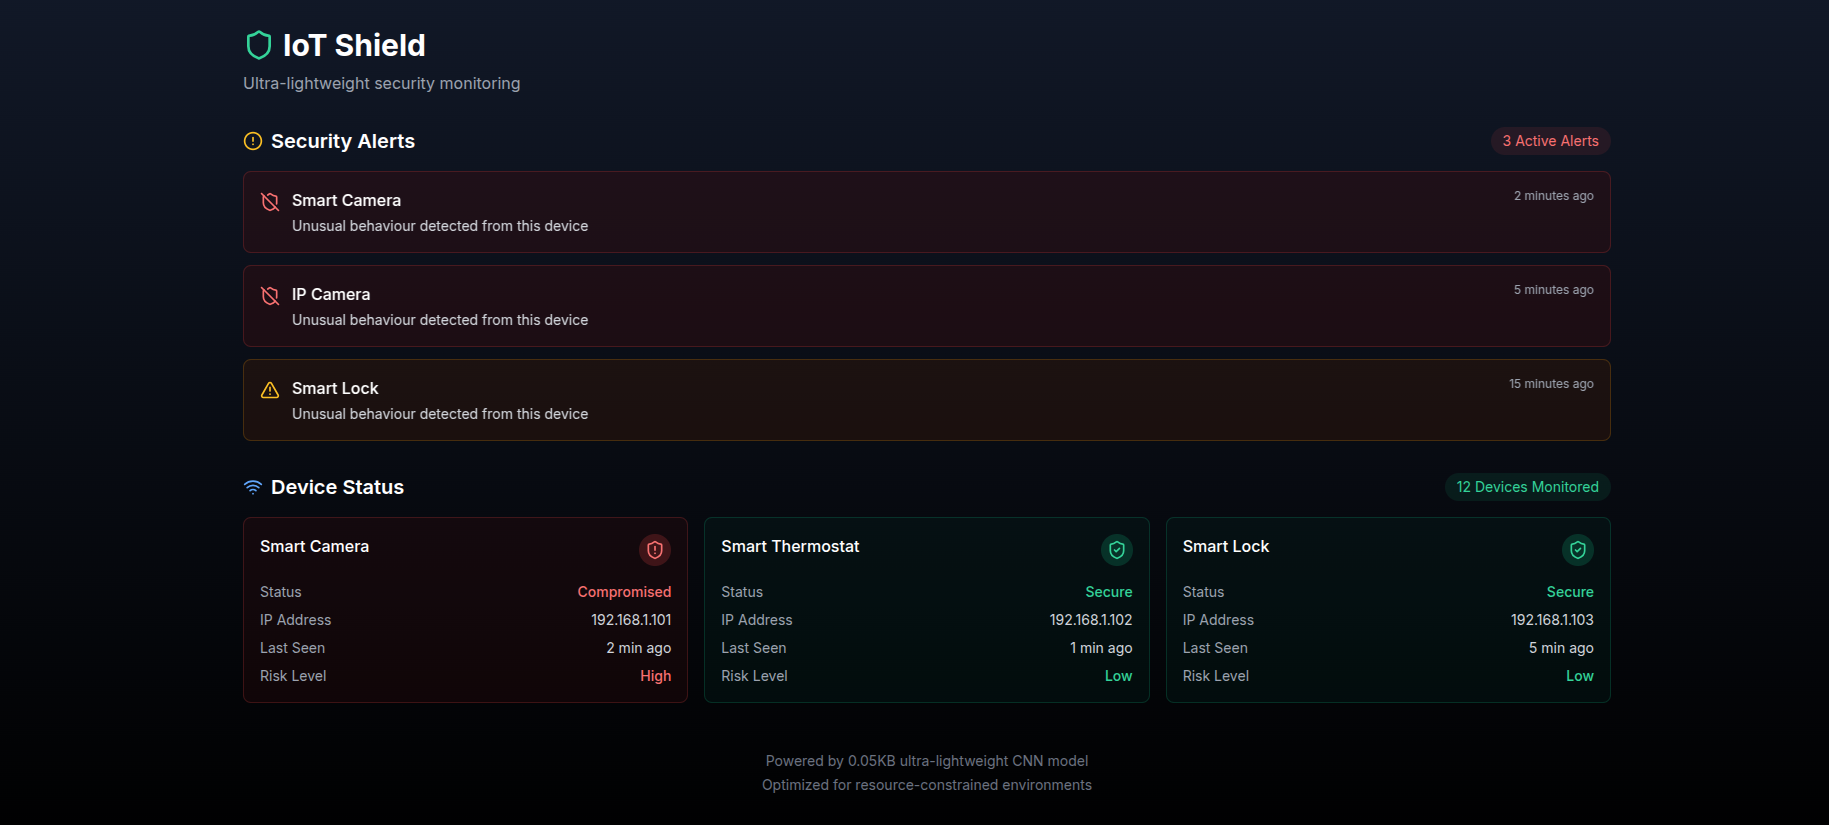 IoT Shield
Ultra-lightweight security monitoring
Security Alerts
3 Active Alerts
Smart Camera
2 minutes ago
Unusual behaviour detected from this device
IP Camera
5 minutes ago
Unusual behaviour detected from this device
Smart Lock
15 minutes ago
Unusual behaviour detected from this device
Device Status
12 Devices Monitored
Smart Camera
Status Compromised
IP Address 192.168.1.101
Last Seen 2 min ago
Risk Level High
Smart Thermostat
Status Secure
IP Address 192.168.1.102
Last Seen 1 min ago
Risk Level Low
Smart Lock
Status Secure
IP Address 192.168.1.103
Last Seen 5 min ago
Risk Level Low
Powered by 0.05KB ultra-lightweight CNN model
Optimized for resource-constrained environments